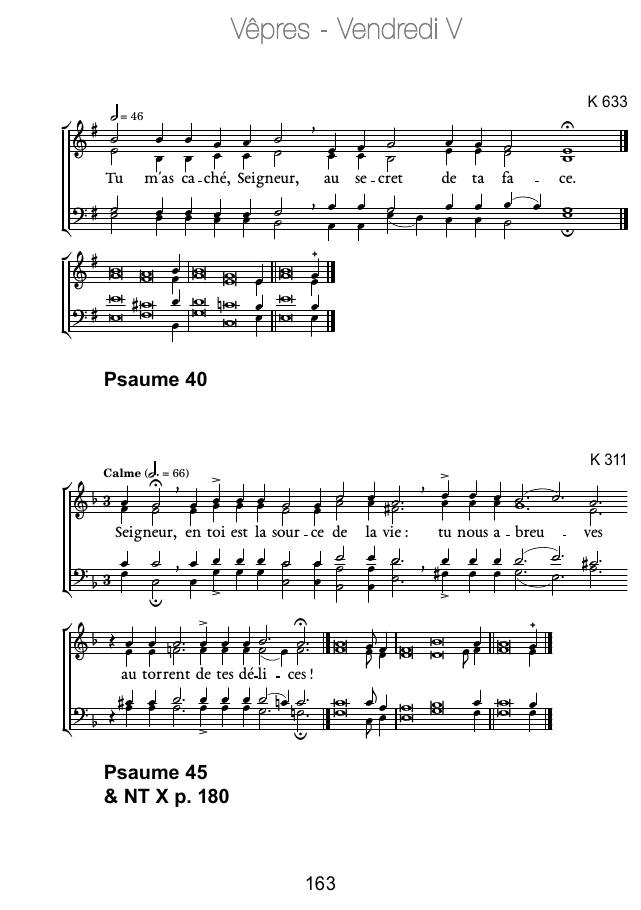 Vêpres - Vendredi V
K 633
= 46
Tu m'as ca-ché, Seigneur, au se-cret de ta fa - ce.
Psaume 40
K 311
Calme ( = 66)
3
3
Seigneur, en toi est la sour-ce de la vie : tu nous a-breu - ves
au torrent de tes dé-li - ces !
Psaume 45
& NT X p. 180
163